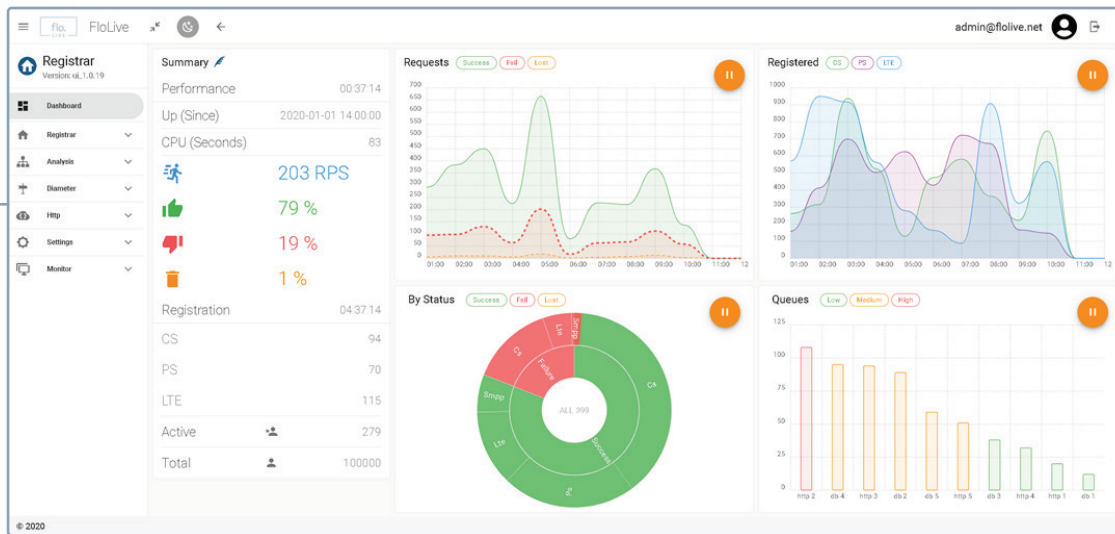 flo.
LIVE
FloLive
admin@flolive.net
Registrar
Version: ui_1.0.19
Dashboard
Registrar
Analysis
Diameter
Http
Settings
Monitor
Summary
Performance 00:37:14
Up (Since) 2020-01-01 14:00:00
CPU (Seconds) 83
203 RPS
79 %
19 %
1 %
Registration 04:37:14
CS 94
PS 70
LTE 115
Active 279
Total 100000
Requests Success Fail Lost
700
650
600
550
500
450
400
350
300
250
200
150
100
50
0
01:00 02:00 03:00 04:00 05:00 06:00 07:00 08:00 09:00 10:00 11:00 12
Registered CS PS LTE
1000
900
800
700
600
500
400
300
200
100
0
01:00 02:00 03:00 04:00 05:00 06:00 07:00 08:00 09:00 10:00 11:00 12
By Status Success Fail Lost
Smpp
Lte
Cs
Failure
Cs
Smpp
ALL 399
Lte
Success
Ps
Queues Low Medium High
125
100
75
50
25
0
http 2 db 4 http 3 db 2 db 5 http 5 db 3 http 4 http 1 db 1
© 2020